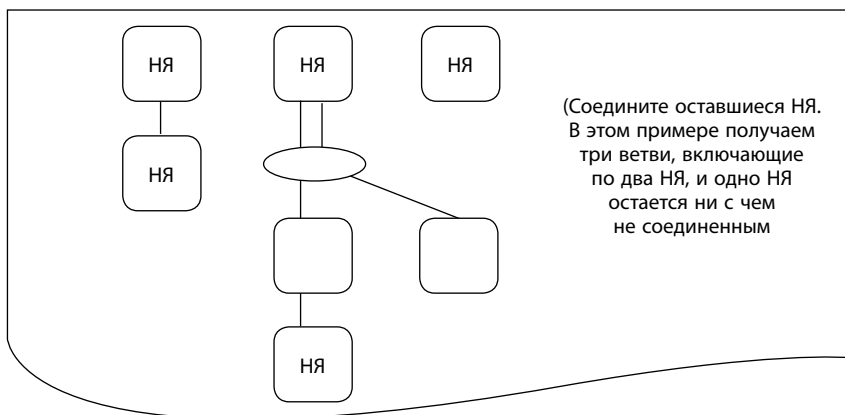 НЯ НЯ НЯ
НЯ
НЯ
(Соедините оставшиеся НЯ.
В этом примере получаем
три ветви, включающие
по два НЯ, и одно НЯ
остается ни с чем
не соединенным